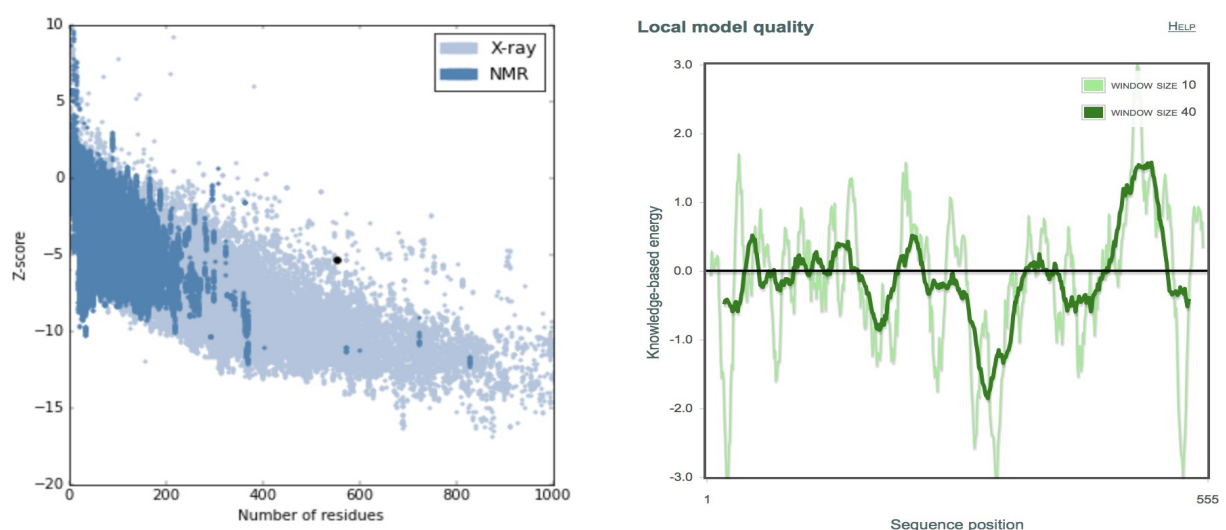 10
5
0
−5
−10
−15
−20
Z-score
0
200
400
600
800
1000
Number of residues
X-ray
NMR
Local model quality
Help
3.0
2.0
1.0
0.0
-1.0
-2.0
-3.0
Knowledge-based energy
window size 10
window size 40
1
555
Sequence position